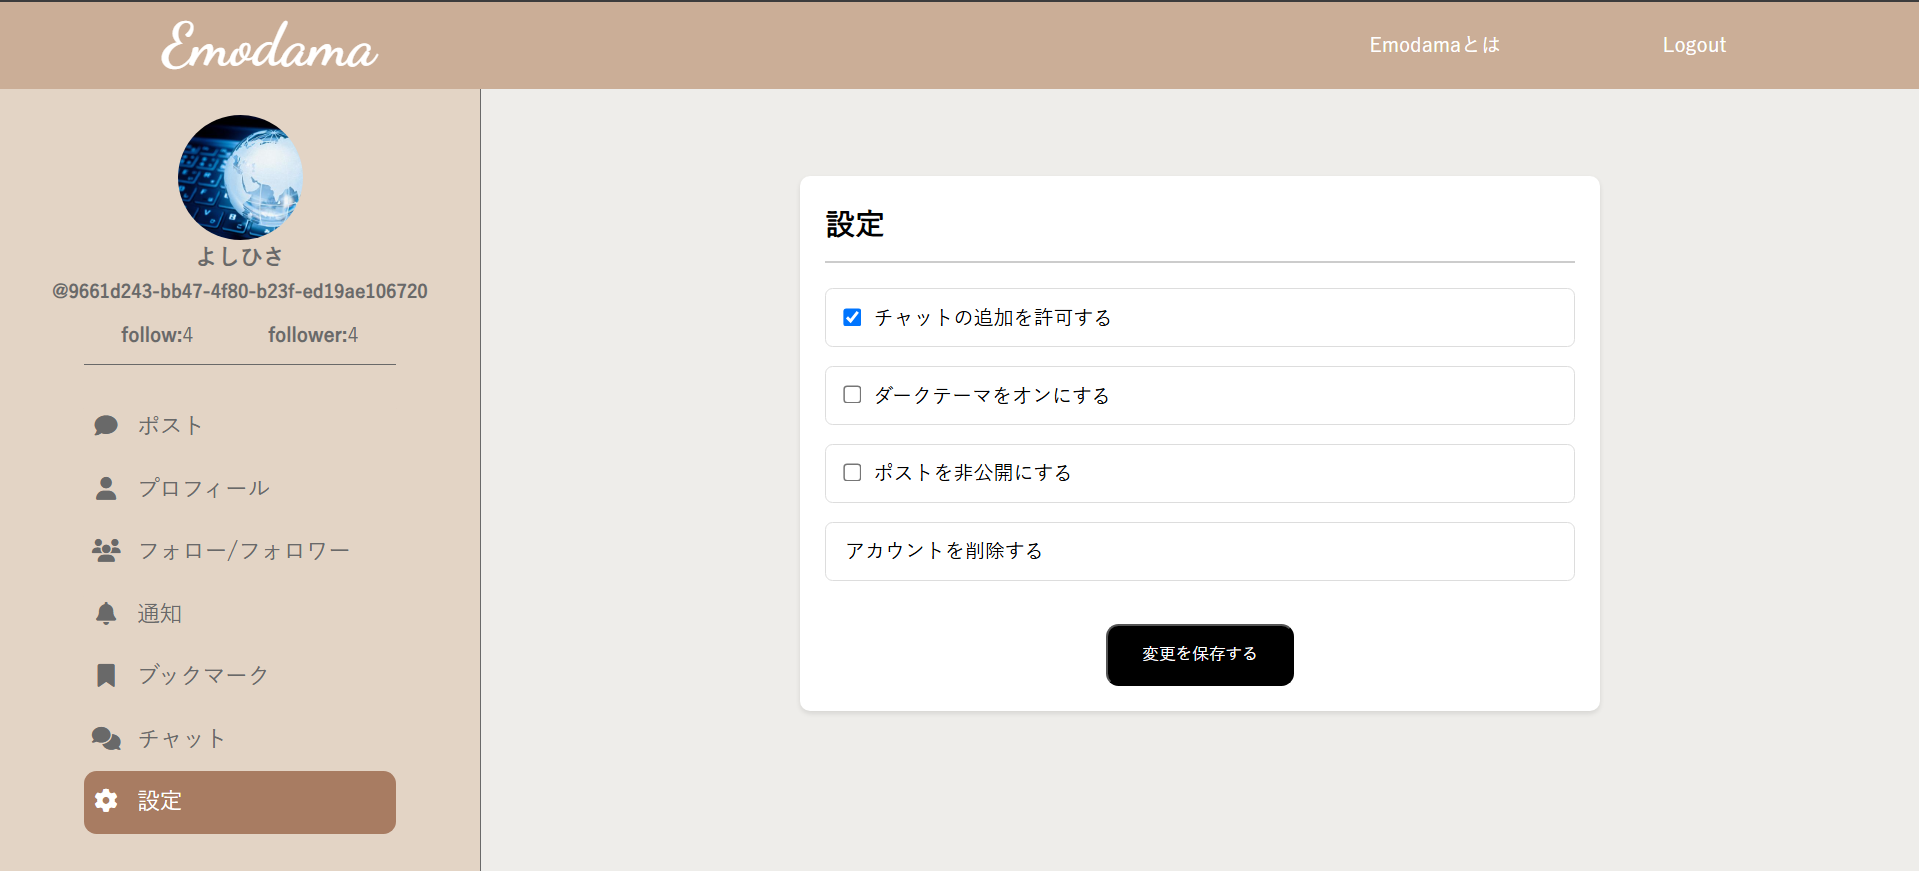 Emodama
Emodamaとは
Logout
よしひさ
@9661d243-bb47-4f80-b23f-ed19ae106720
follow:4 follower:4
ポスト
プロフィール
フォロー/フォロワー
通知
ブックマーク
チャット
設定
設定
チャットの追加を許可する
ダークテーマをオンにする
ポストを非公開にする
アカウントを削除する
変更を保存する